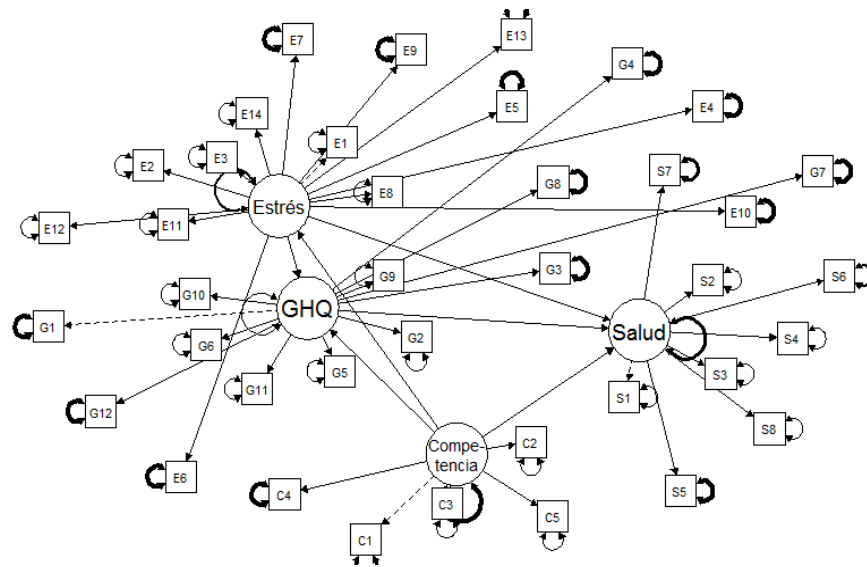 E13
E7
E9
G4
E14
E5
E4
E1
E3
E2
S7
G7
E8
G8
Estrés
E10
E11
E12
G3
G9
S2
S6
G10
GHQ
G1
Salud
S4
G2
G6
G5
S3
G11
S1
G12
S8
Compe-
tencia
C2
E6
C4
S5
C3
C5
C1